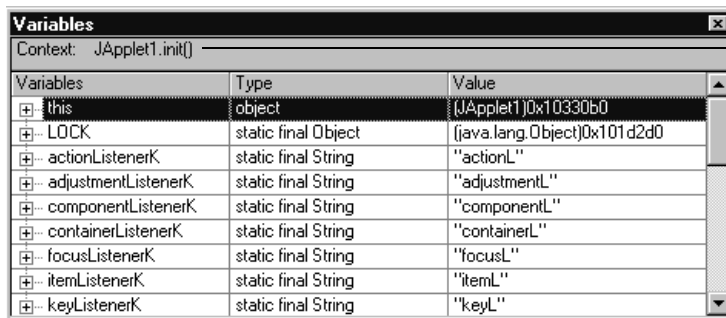 Variables
Context: JApplet1.init()
Variables Type Value
this object (JApplet1)0x10330b0
LOCK static final Object (java.lang.Object)0x101d2d0
actionListenerK static final String "actionL"
adjustmentListenerK static final String "adjustmentL"
componentListenerK static final String "componentL"
containerListenerK static final String "containerL"
focusListenerK static final String "focusL"
itemListenerK static final String "itemL"
keyListenerK static final String "keyL"